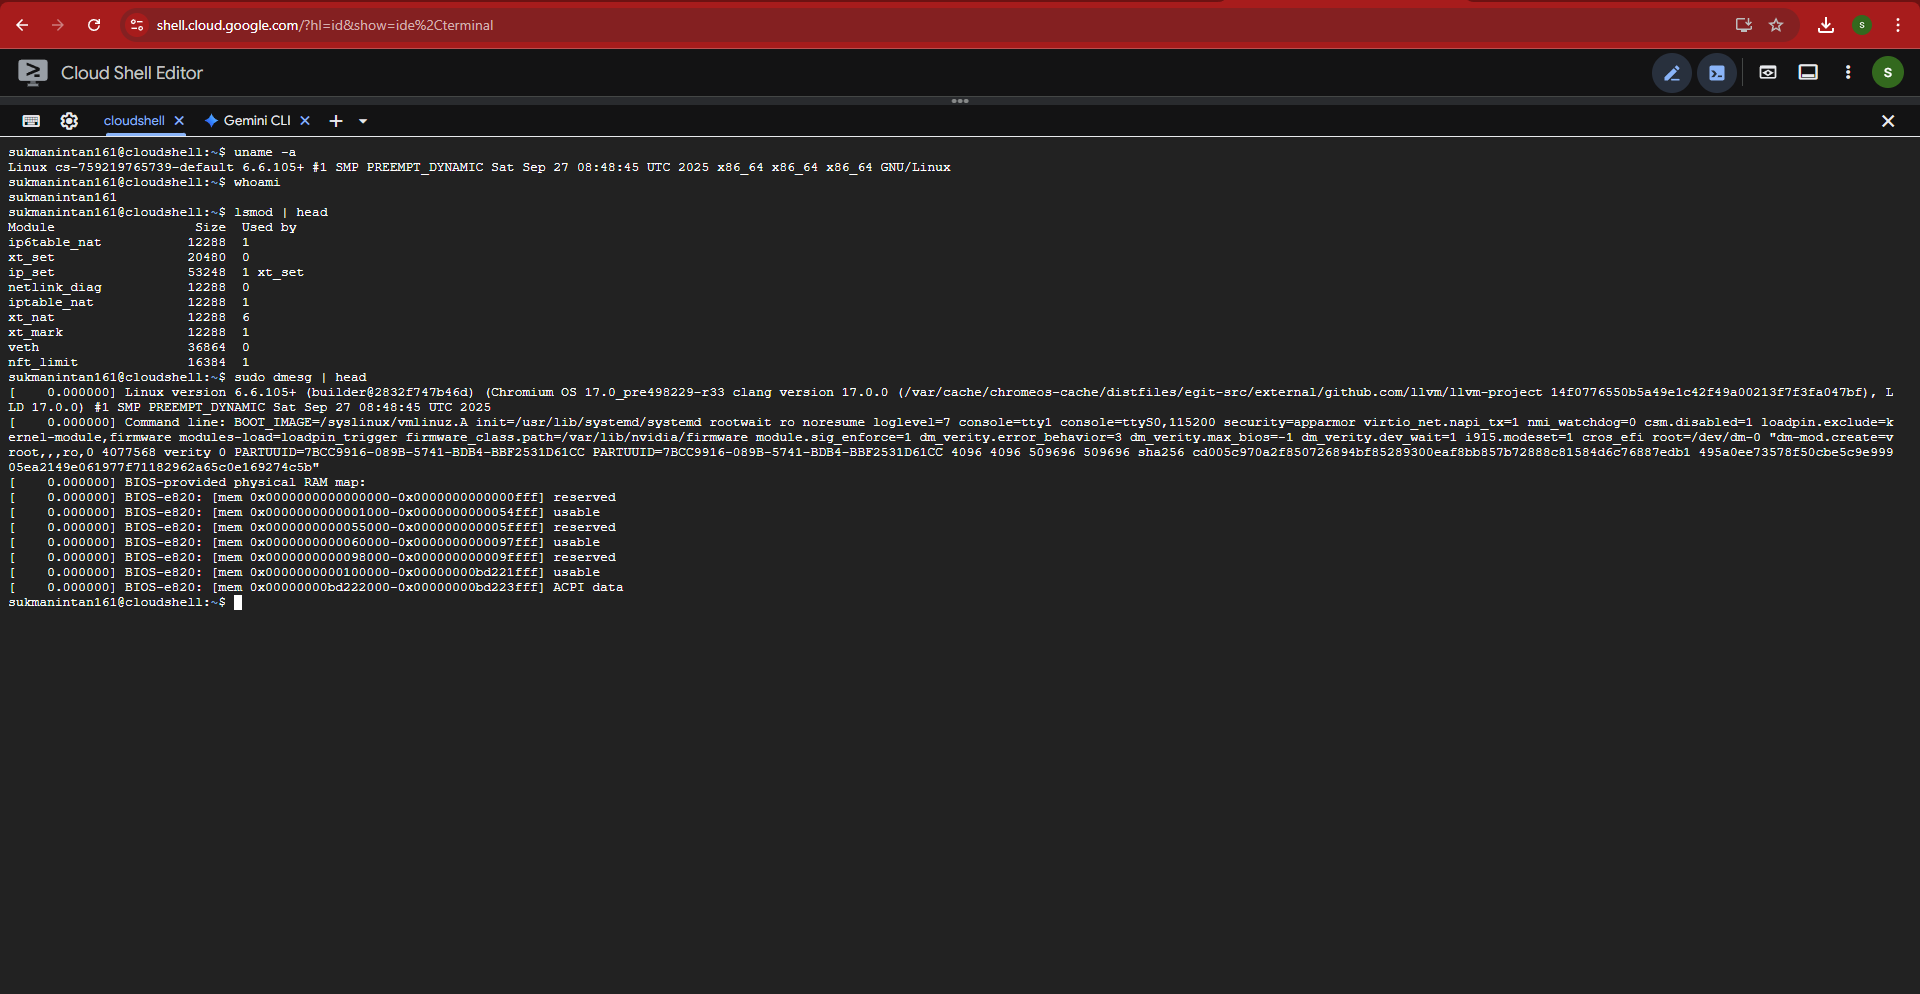 shell.cloud.google.com/?hl=id&show=ide%2Cterminal
S
Cloud Shell Editor
S
cloudshell
Gemini CLI
sukmanintan161@cloudshell:~$ uname -a
Linux cs-759219765739-default 6.6.105+ #1 SMP PREEMPT_DYNAMIC Sat Sep 27 08:48:45 UTC 2025 x86_64 x86_64 x86_64 GNU/Linux
sukmanintan161@cloudshell:~$ whoami
sukmanintan161
sukmanintan161@cloudshell:~$ lsmod | head
Module                  Size  Used by
ip6table_nat           12288  1
xt_set                 20480  0
ip_set                 53248  1 xt_set
netlink_diag           12288  0
iptable_nat            12288  1
xt_nat                 12288  6
xt_mark                12288  1
veth                   36864  0
nft_limit              16384  1
sukmanintan161@cloudshell:~$ sudo dmesg | head
[    0.000000] Linux version 6.6.105+ (builder@2832f747b46d) (Chromium OS 17.0_pre498229-r33 clang version 17.0.0 (/var/cache/chromeos-cache/distfiles/egit-src/external/github.com/llvm/llvm-project 14f0776550b5a49e1c42f49a00213f7f3fa047bf), L
LD 17.0.0) #1 SMP PREEMPT_DYNAMIC Sat Sep 27 08:48:45 UTC 2025
[    0.000000] Command line: BOOT_IMAGE=/syslinux/vmlinuz.A init=/usr/lib/systemd/systemd rootwait ro noresume loglevel=7 console=tty1 console=ttyS0,115200 security=apparmor virtio_net.napi_tx=1 nmi_watchdog=0 csm.disabled=1 loadpin.exclude=k
ernel-module,firmware modules-load=loadpin_trigger firmware_class.path=/var/lib/nvidia/firmware module.sig_enforce=1 dm_verity.error_behavior=3 dm_verity.max_bios=-1 dm_verity.dev_wait=1 i915.modeset=1 cros_efi root=/dev/dm-0 "dm-mod.create=v
root,,,ro,0 4077568 verity 0 PARTUUID=7BCC9916-089B-5741-BDB4-BBF2531D61CC PARTUUID=7BCC9916-089B-5741-BDB4-BBF2531D61CC 4096 4096 509696 509696 sha256 cd005c970a2f850726894bf85289300eaf8bb857b72888c81584d6c76887edb1 495a0ee73578f50cbe5c9e999
05ea2149e061977f71182962a65c0e169274c5b"
[    0.000000] BIOS-provided physical RAM map:
[    0.000000] BIOS-e820: [mem 0x0000000000000000-0x0000000000000fff] reserved
[    0.000000] BIOS-e820: [mem 0x0000000000001000-0x0000000000054fff] usable
[    0.000000] BIOS-e820: [mem 0x0000000000055000-0x000000000005ffff] reserved
[    0.000000] BIOS-e820: [mem 0x0000000000060000-0x0000000000097fff] usable
[    0.000000] BIOS-e820: [mem 0x0000000000098000-0x000000000009ffff] reserved
[    0.000000] BIOS-e820: [mem 0x0000000000100000-0x00000000bd221fff] usable
[    0.000000] BIOS-e820: [mem 0x00000000bd222000-0x00000000bd223fff] ACPI data
sukmanintan161@cloudshell:~$